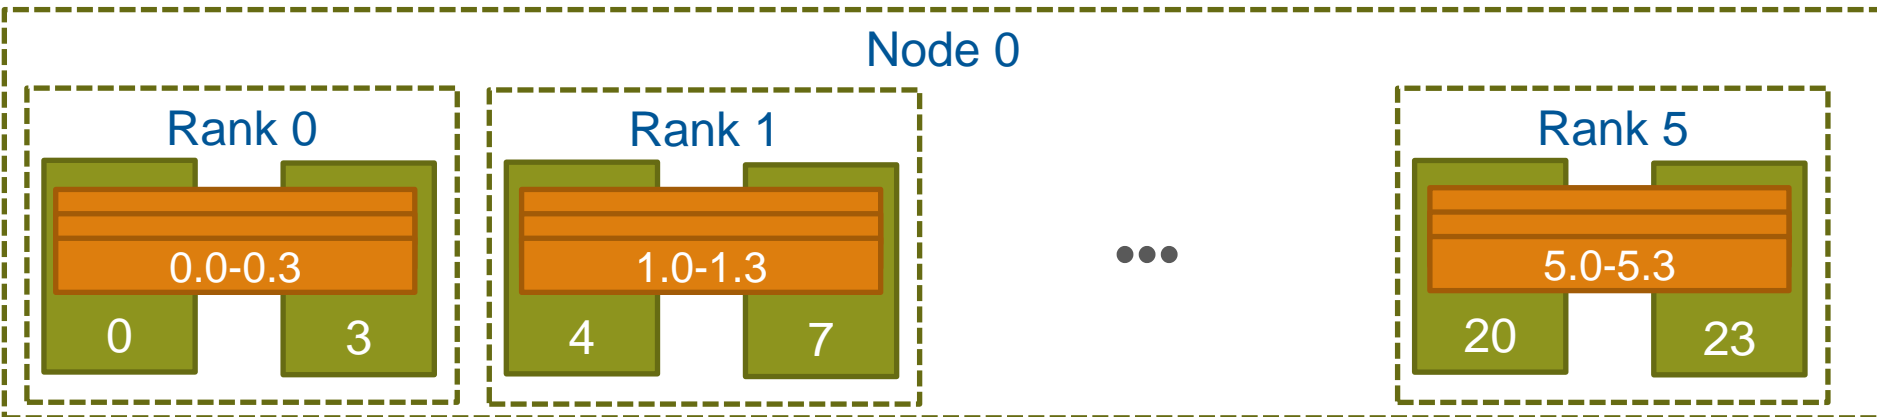 Node 0
Rank 0
0.0-0.3
0
3
Rank 1
1.0-1.3
4
7
•••
Rank 5
5.0-5.3
20
23